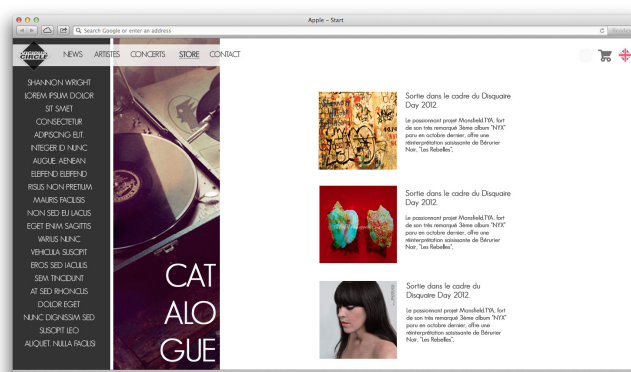 Apple – Start
Search Google or enter an address
Reader
VICIOUS
CIRCLE
NEWS ARTISTES CONCERTS STORE CONTACT
SHANNON WRIGHT
LOREM IPSUM DOLOR
SIT SMET
CONSECTETUR
ADIPISCING ELIT.
INTEGER ID NUNC
AUGUE. AENEAN
ELEIFEND ELEIFEND
RISUS NON PRETIUM
MAURIS FACILISIS
NON SED EU LACUS
EGET ENIM SAGITTIS
VARIUS NUNC
VEHICULA SUSCIPIT
EROS SED IACULIS
SEM TINCIDUNT
AT SED RHONCUS
DOLOR EGET
NUNC DIGNISSIM SED
SUSCIPIT LEO
ALIQUET. NULLA FACILISI
CAT
ALO
GUE
Sortie dans le cadre du Disquaire
Day 2012.
Le passionnant projet Mansfield.TYA, fort
de son très remarqué 3ème album "NYX"
paru en octobre dernier, offre une
réinterprétation saisissante de Bérurier
Noir, "Les Rebelles",
Sortie dans le cadre du Disquaire
Day 2012.
Le passionnant projet Mansfield.TYA, fort
de son très remarqué 3ème album "NYX"
paru en octobre dernier, offre une
réinterprétation saisissante de Bérurier
Noir, "Les Rebelles",
Sortie dans le cadre du
Disquaire Day 2012.
Le passionnant projet Mansfield.TYA, fort
de son très remarqué 3ème album "NYX"
paru en octobre dernier, offre une
réinterprétation saisissante de Bérurier
Noir, "Les Rebelles",